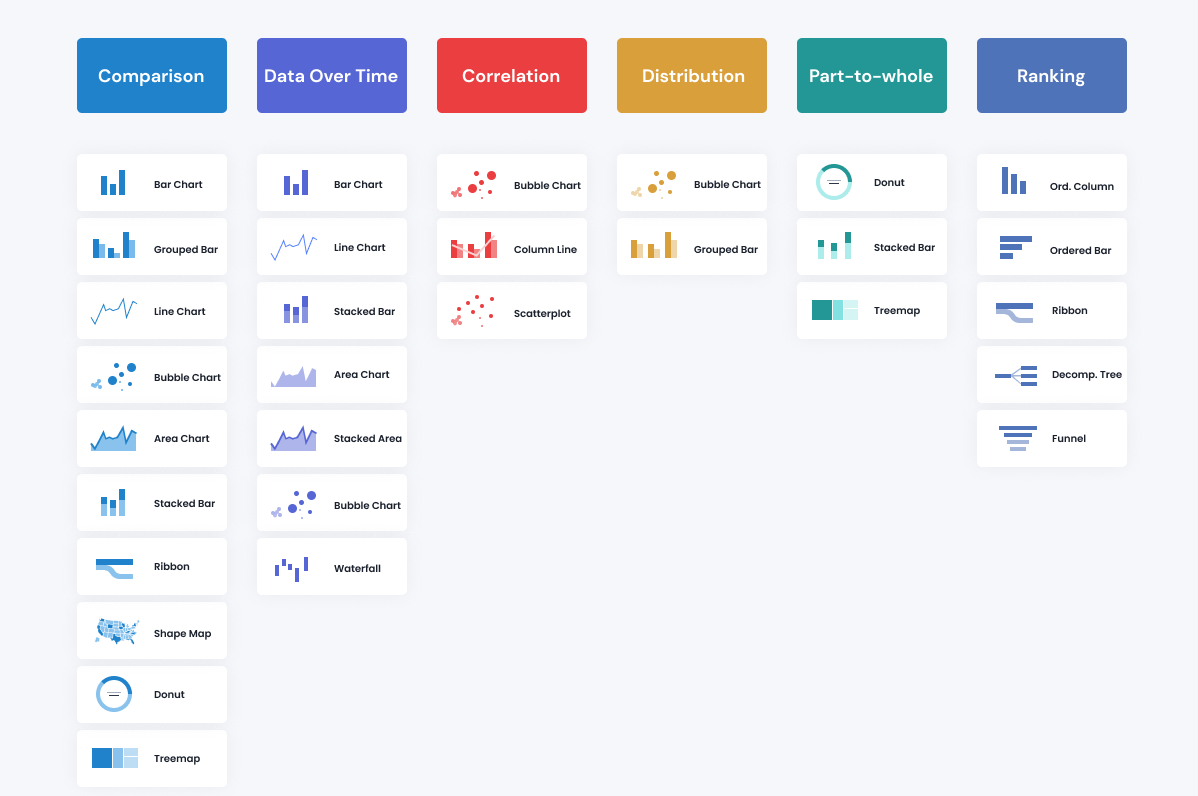 Comparison
Bar Chart
Grouped Bar
Line Chart
Bubble Chart
Area Chart
Stacked Bar
Ribbon
Shape Map
Donut
Treemap
Data Over Time
Bar Chart
Line Chart
Stacked Bar
Area Chart
Stacked Area
Bubble Chart
Waterfall
Correlation
Bubble Chart
Column Line
Scatterplot
Distribution
Bubble Chart
Grouped Bar
Part-to-whole
Donut
Stacked Bar
Treemap
Ranking
Ord. Column
Ordered Bar
Ribbon
Decomp. Tree
Funnel